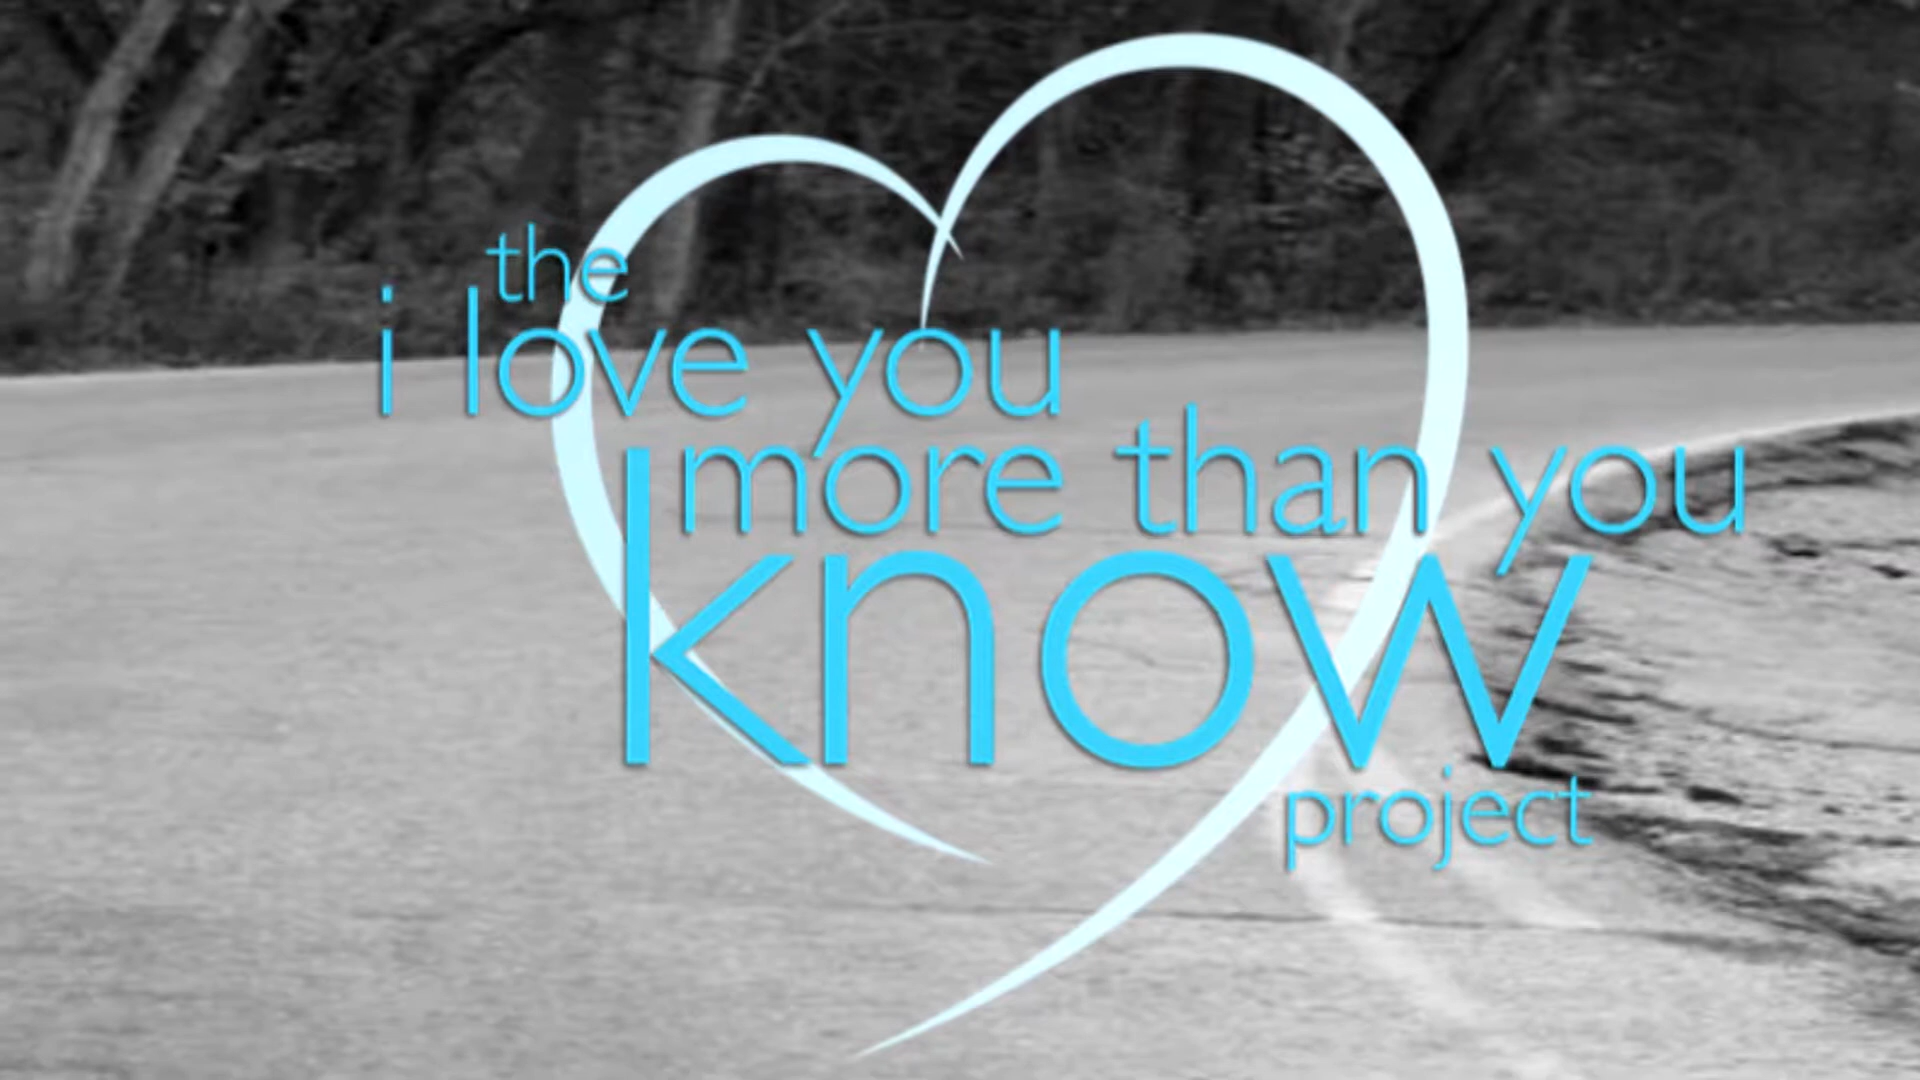 the
i love you
more than you
know
project